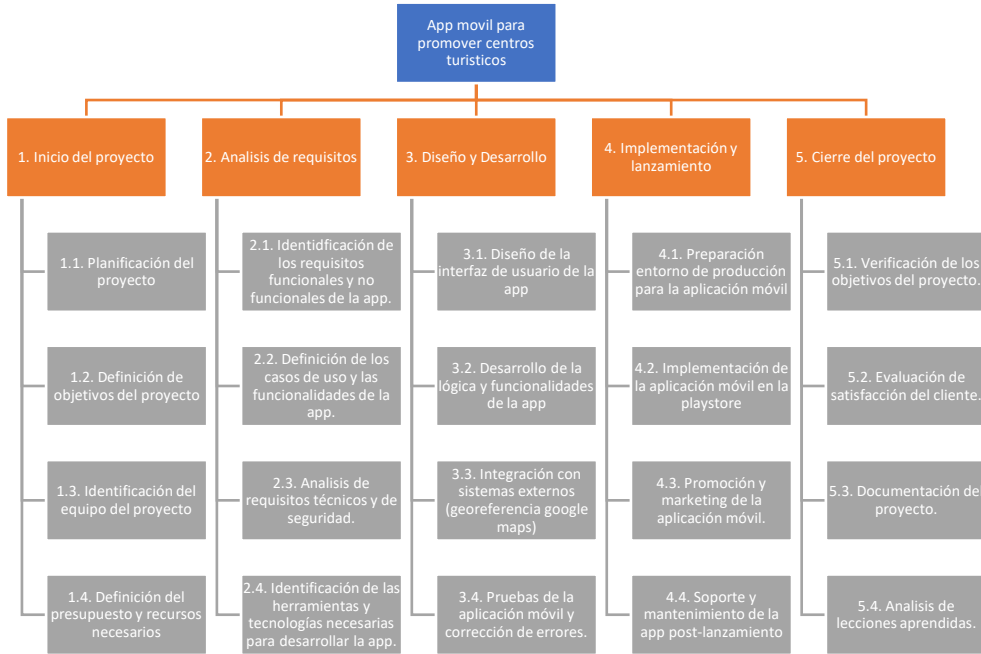 App movil para
promover centros
turisticos
1. Inicio del proyecto
2. Analisis de requisitos
3. Diseño y Desarrollo
4. Implementación y
lanzamiento
5. Cierre del proyecto
1.1. Planificación del
proyecto
1.2. Definición de
objetivos del proyecto
1.3. Identificación del
equipo del proyecto
1.4. Definición del
presupuesto y recursos
necesarios
2.1. Identidficación de
los requisitos
funcionales y no
funcionales de la app.
2.2. Definición de los
casos de uso y las
funcionalidades de la
app.
2.3. Analisis de
requisitos técnicos y de
seguridad.
2.4. Identificación de las
herramientas y
tecnologías necesarias
para desarrollar la app.
3.1. Diseño de la
interfaz de usuario de la
app
3.2. Desarrollo de la
lógica y funcionalidades
de la app
3.3. Integración con
sistemas externos
(georeferencia google
maps)
3.4. Pruebas de la
aplicación móvil y
corrección de errores.
4.1. Preparación
entorno de producción
para la aplicación móvil
4.2. Implementación de
la aplicación móvil en la
playstore
4.3. Promoción y
marketing de la
aplicación móvil.
4.4. Soporte y
mantenimiento de la
app post-lanzamiento
5.1. Verificación de los
objetivos del proyecto.
5.2. Evaluación de
satisfacción del cliente.
5.3. Documentación del
proyecto.
5.4. Analisis de
lecciones aprendidas.